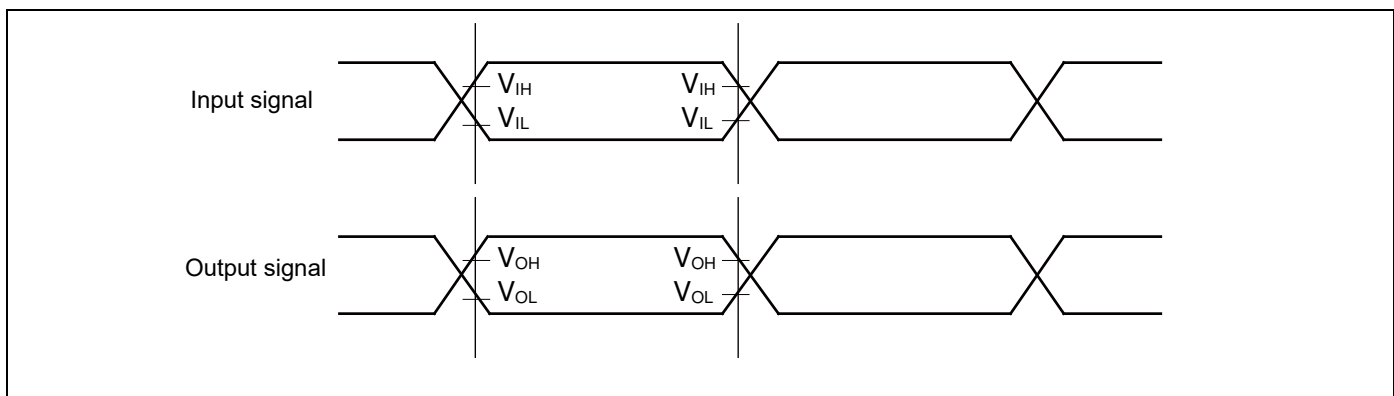 Input signal
VIH VIH
VIL VIL
Output signal
VOH VOH
VOL VOL